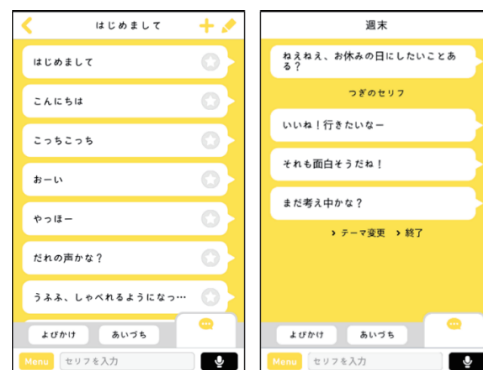 はじめまして
はじめまして
こんにちは
こっちこっち
おーい
やっほー
だれの声かな？
うふふ、しゃべれるようになっ…
よびかけ
あいづち
Menu
セリフを入力
週末
ねえねえ、お休みの日にしたいことあ
る？
つぎのセリフ
いいね！行きたいなー
それも面白そうだね！
まだ考え中かな？
› テーマ変更 › 終了
よびかけ
あいづち
Menu
セリフを入力